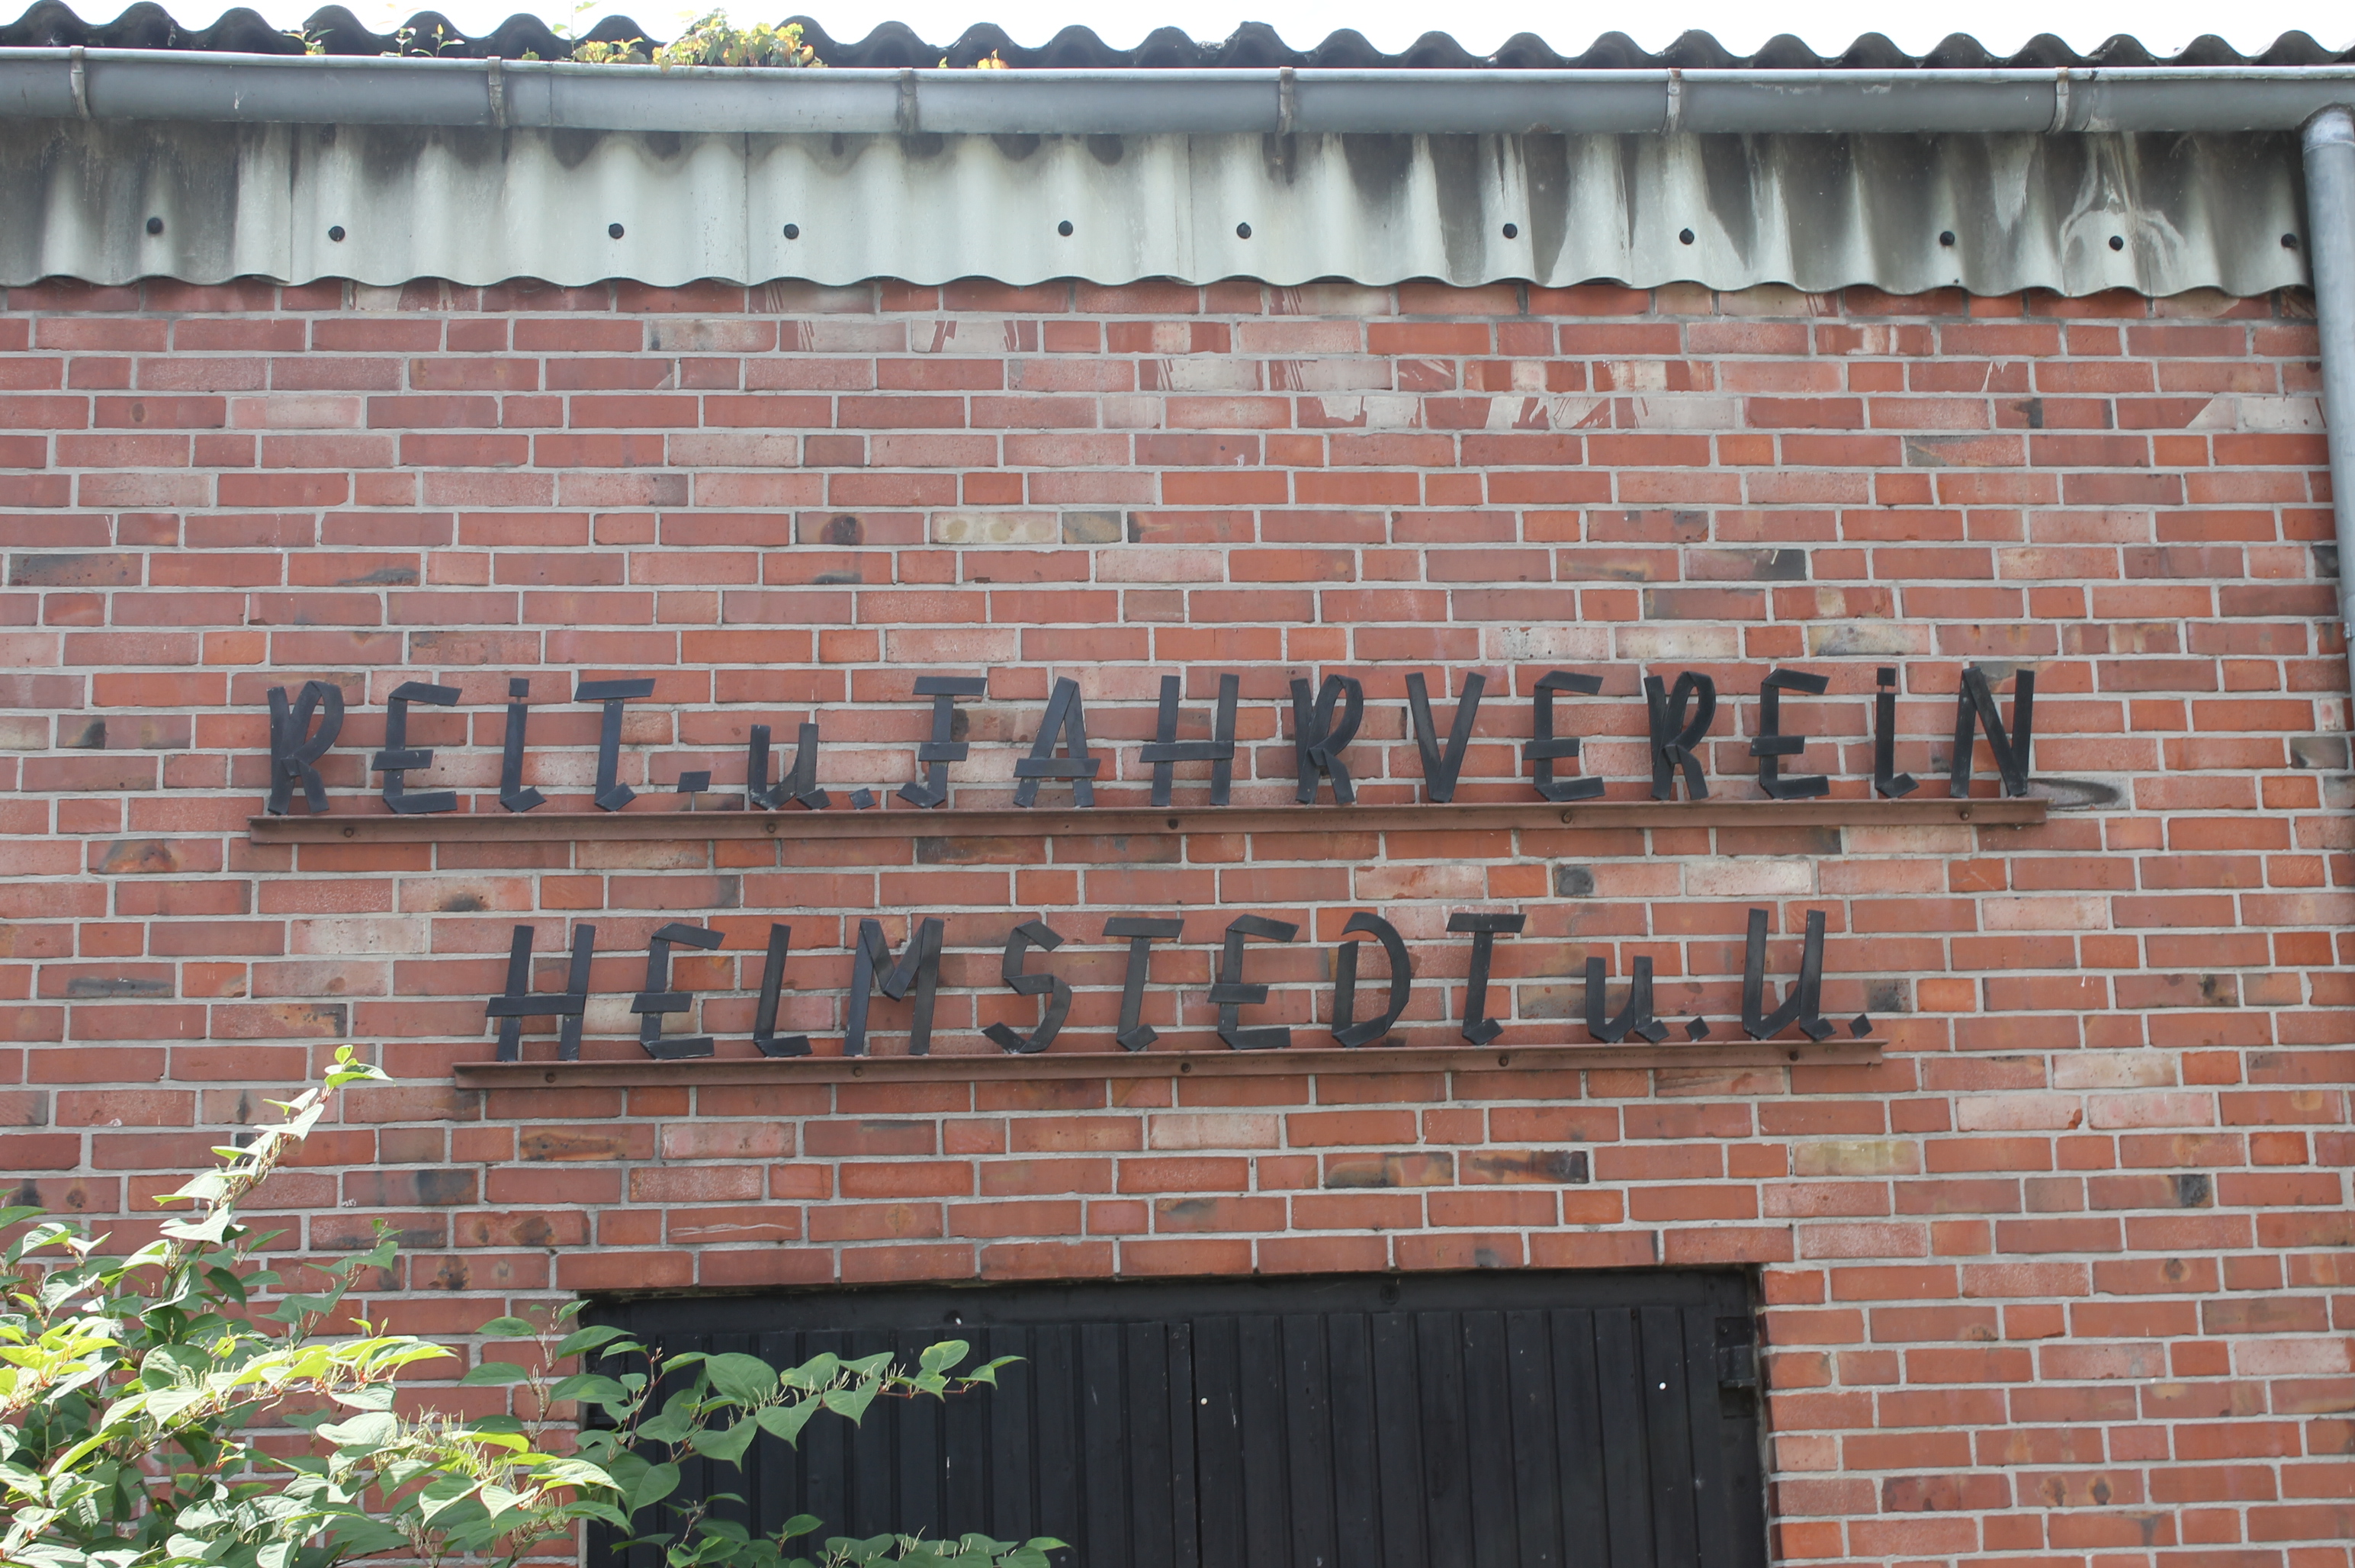 REiT. u. FAHRVEREiN
HELMSTEDT u. U.